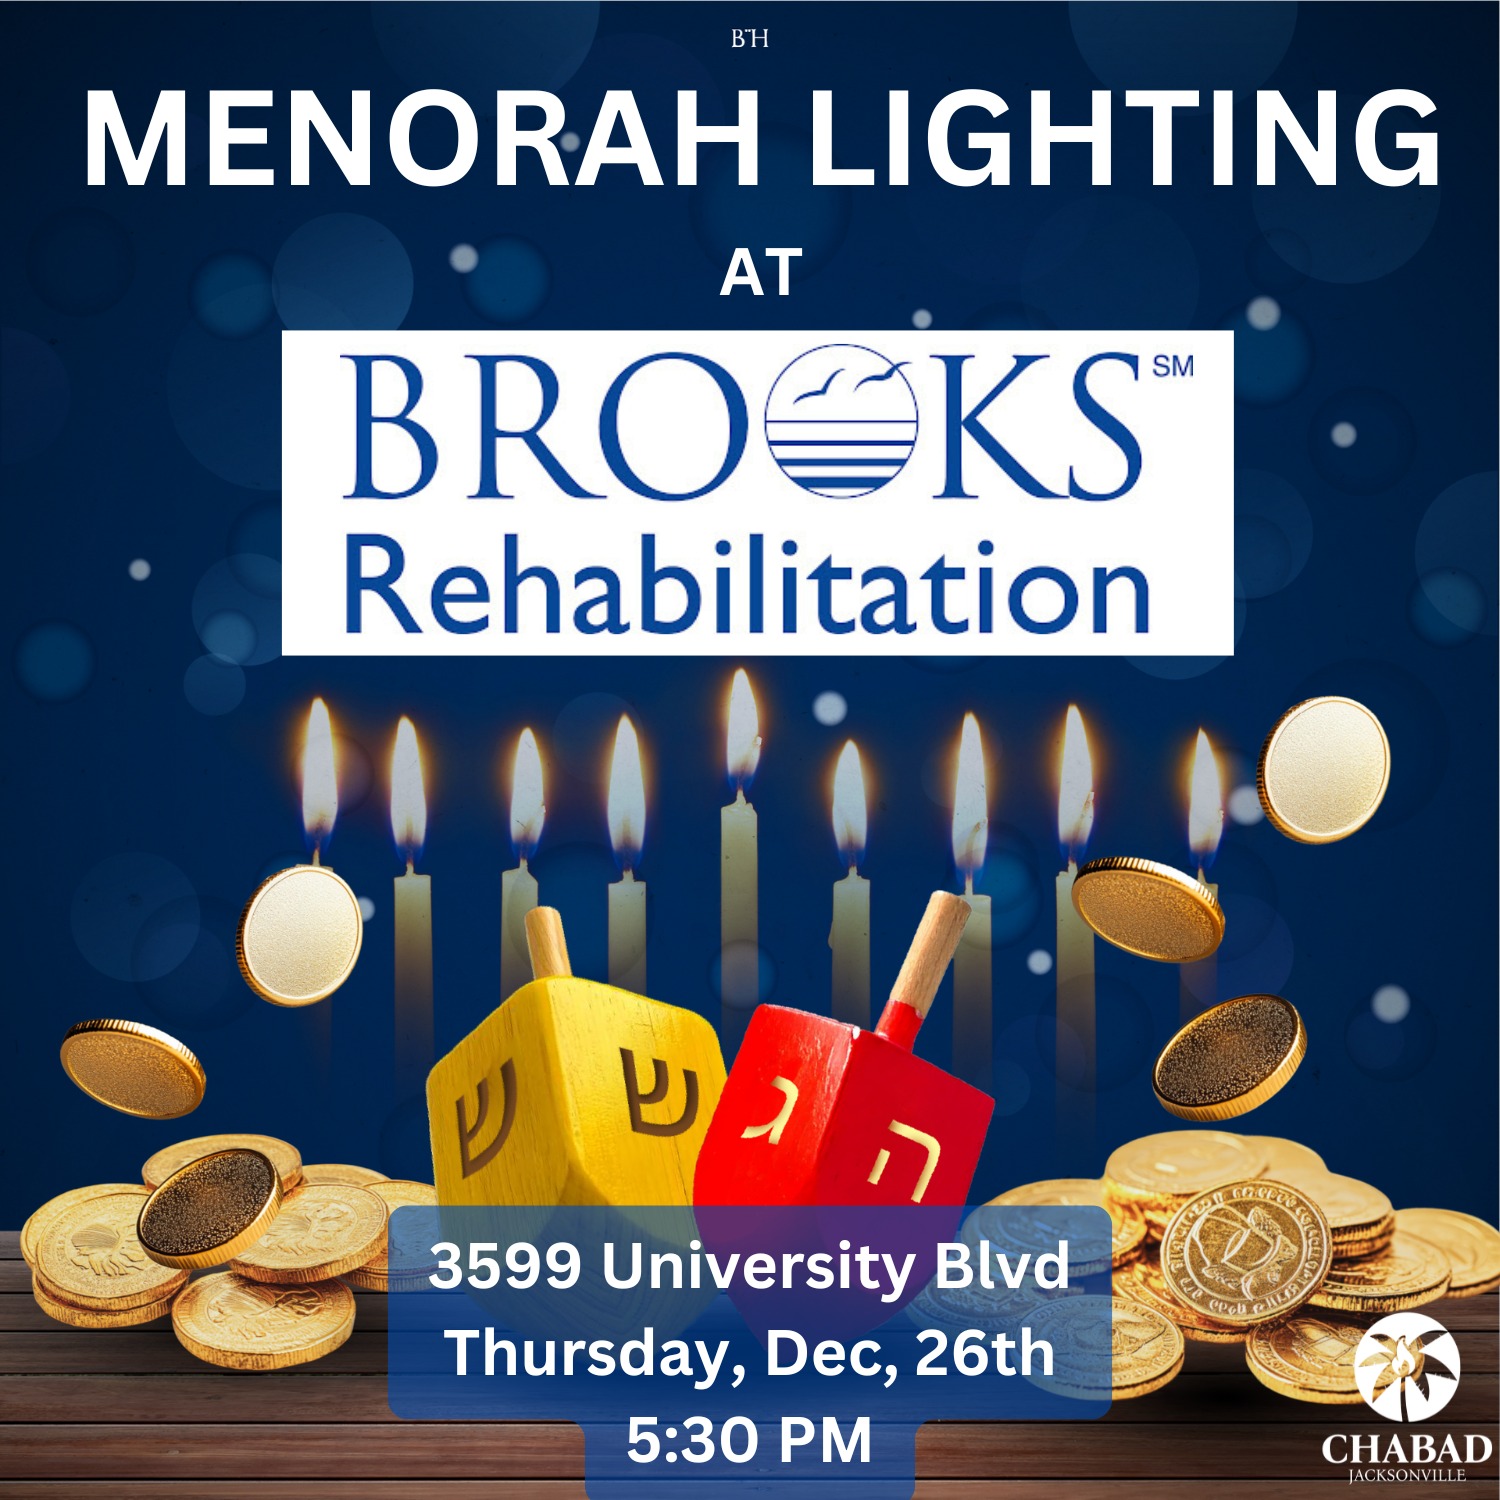 B"H
MENORAH LIGHTING
AT
BROOKS SM
Rehabilitation
ש ש ג ה
3599 University Blvd
Thursday, Dec, 26th
5:30 PM
CHABAD
JACKSONVILLE